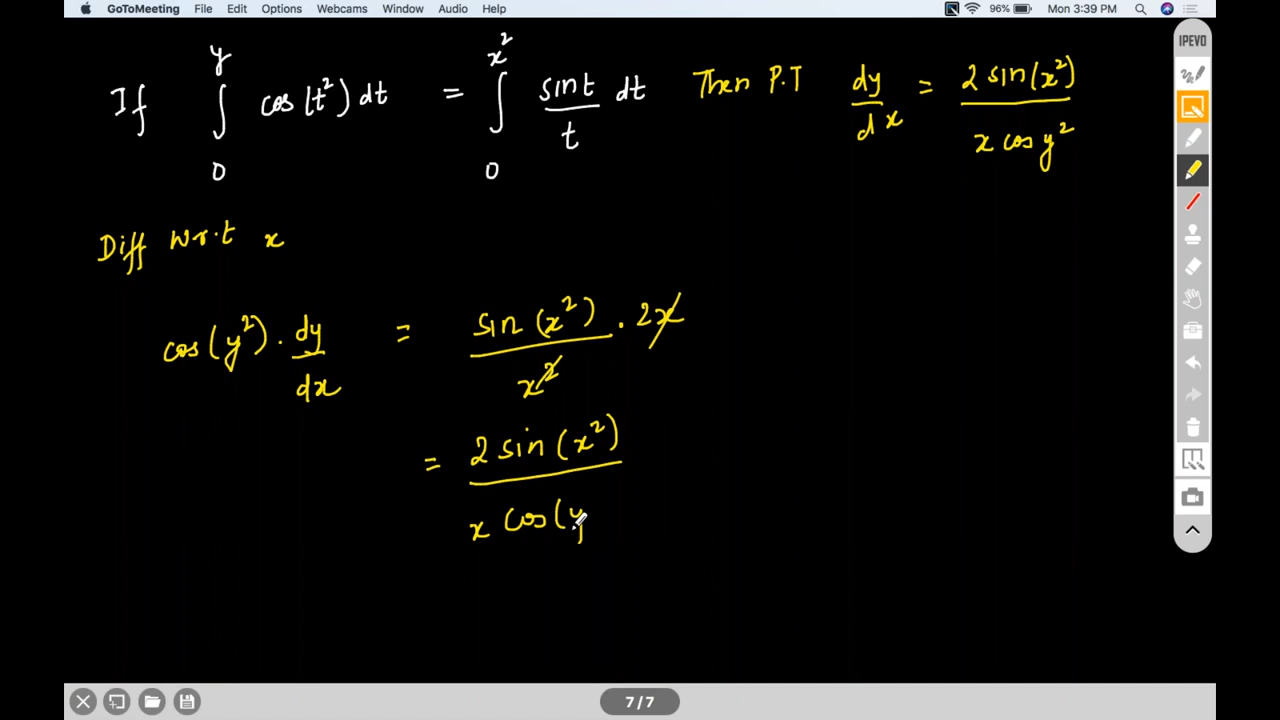 GoToMeeting File Edit Options Webcams Window Audio Help 96% Mon 3:39 PM
IPEVO
If ∫₀^y cos(t²) dt = ∫₀^x² sint/t dt Then P.T dy/dx = 2 sin(x²)/x cos y²
Diff W.r.t x
cos(y²) · dy/dx = sin(x²)/x² · 2x
= 2 sin(x²)/x cos(y
7/7